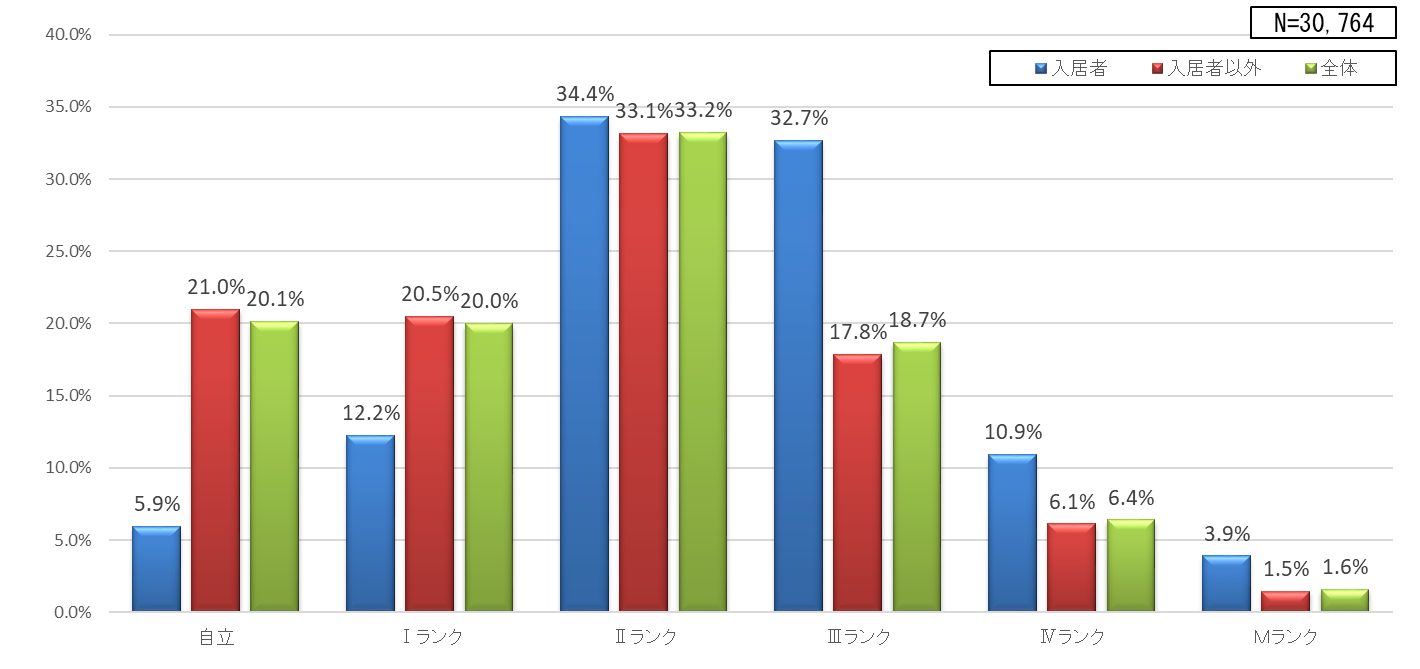 N=30,764
入居者 入居者以外 全体
40.0%
35.0%
30.0%
25.0%
20.0%
15.0%
10.0%
5.0%
0.0%
5.9% 21.0% 20.1%
12.2% 20.5% 20.0%
34.4% 33.1% 33.2%
32.7% 17.8% 18.7%
10.9% 6.1% 6.4%
3.9% 1.5% 1.6%
自立 Ⅰランク Ⅱランク Ⅲランク Ⅳランク Mランク